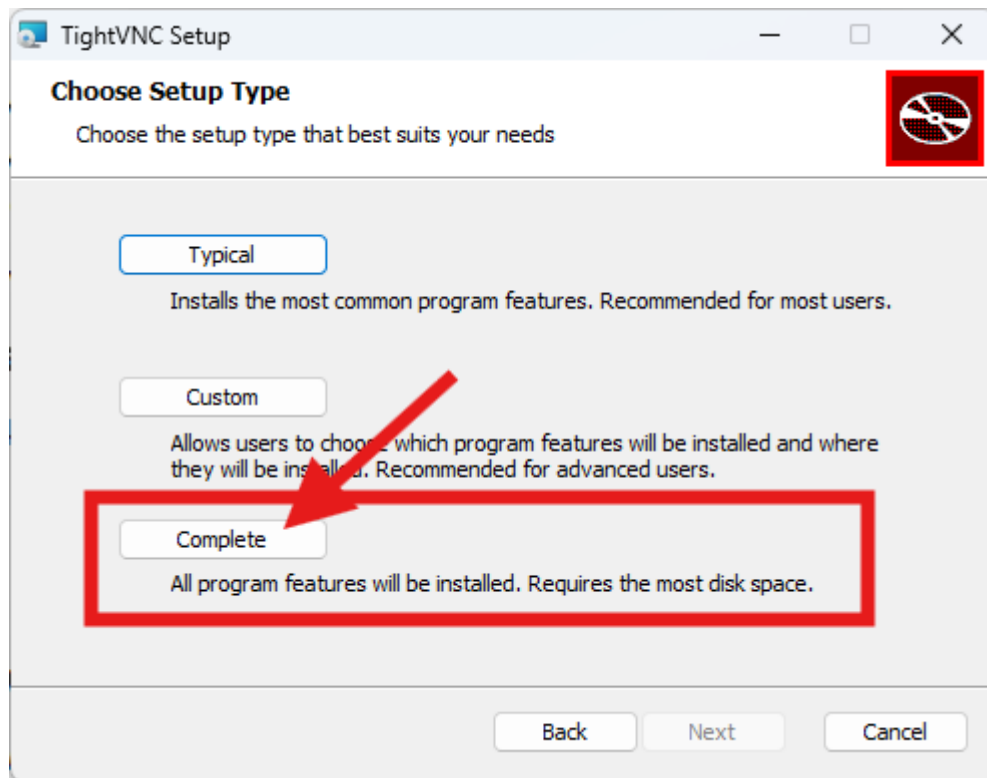 TightVNC Setup
Choose Setup Type
Choose the setup type that best suits your needs
Typical
Installs the most common program features. Recommended for most users.
Custom
Allows users to choose which program features will be installed and where
they will be installed. Recommended for advanced users.
Complete
All program features will be installed. Requires the most disk space.
Back Next Cancel